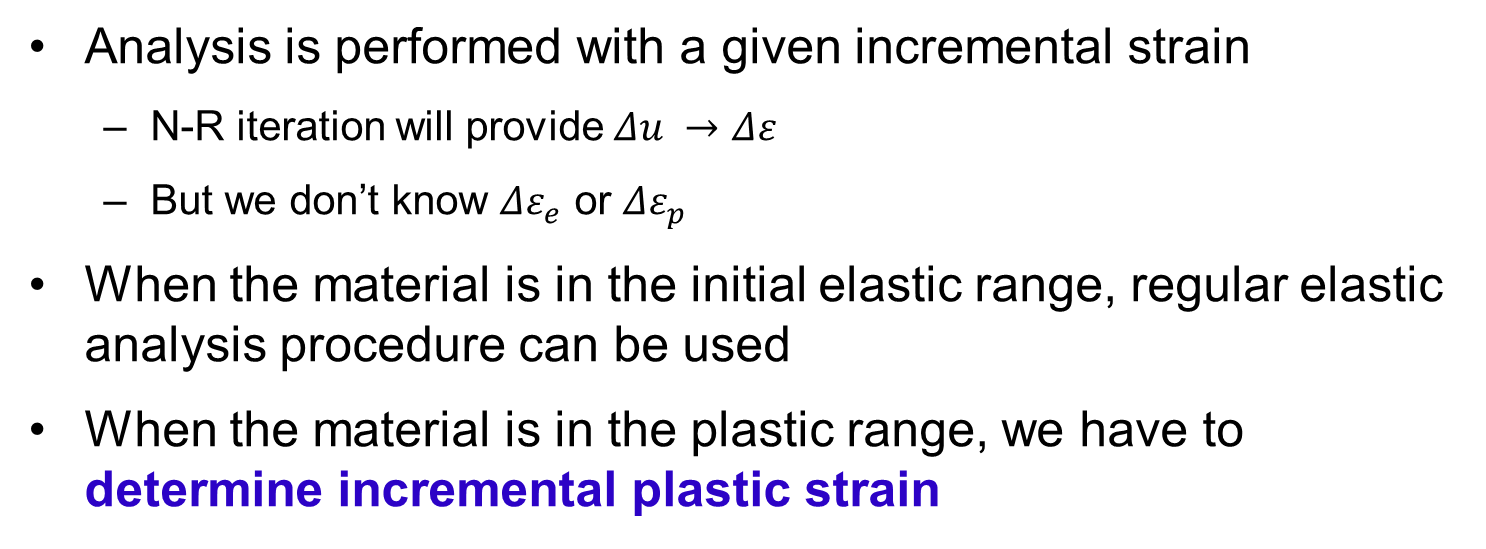 • Analysis is performed with a given incremental strain
– N-R iteration will provide 𝛥𝑢 → 𝛥𝜀
– But we don’t know 𝛥𝜀ₑ or 𝛥𝜀ₚ
• When the material is in the initial elastic range, regular elastic
analysis procedure can be used
• When the material is in the plastic range, we have to
determine incremental plastic strain